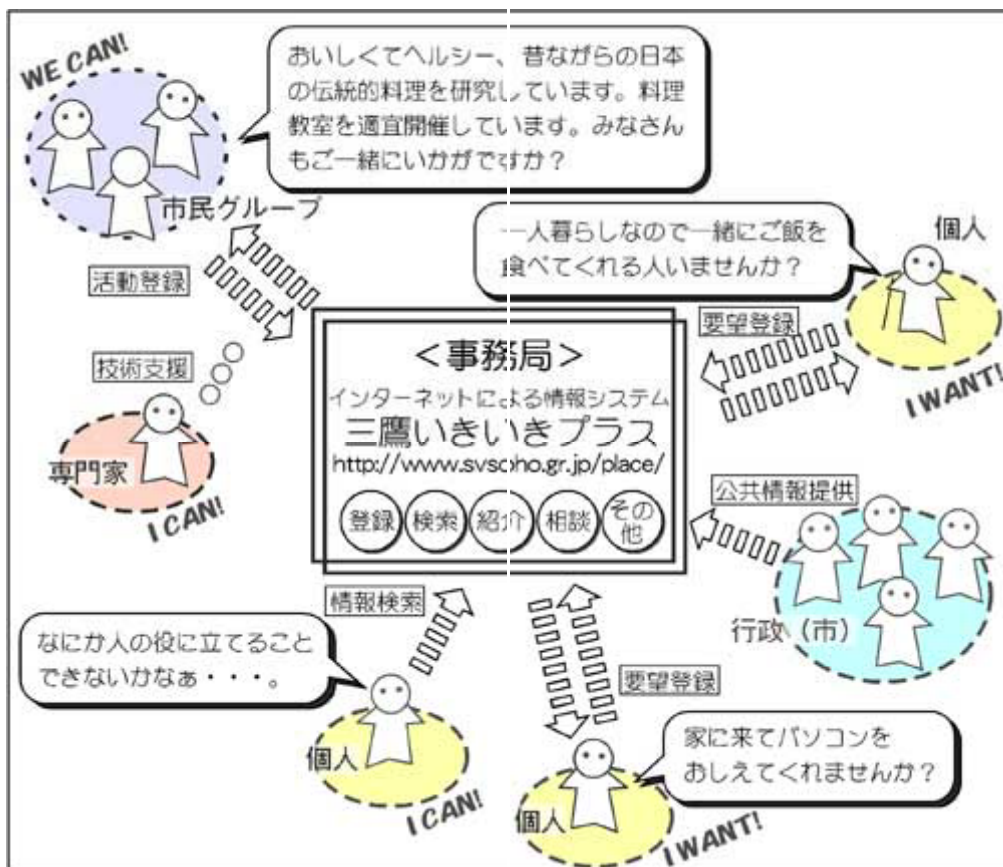 WE CAN!
おいしくてヘルシー、昔ながらの日本
の伝統的料理を研究しています。料理
教室を適宜開催しています。みなさん
もご一緒にいかがですか？
市民グループ
一人暮らしなので一緒にご飯を
食べてくれる人いませんか？
個人
I WANT!
活動登録
要望登録
技術支援
専門家
I CAN!
＜事務局＞
インターネットによる情報システム
三鷹いきいきプラス
http://www.svsoho.gr.jp/place/
登録
検索
紹介
相談
その
他
公共情報提供
行政（市）
情報検索
なにか人の役に立てること
できないかなぁ・・・。
個人
I CAN!
要望登録
家に来てパソコンを
おしえてくれませんか？
個人
I WANT!